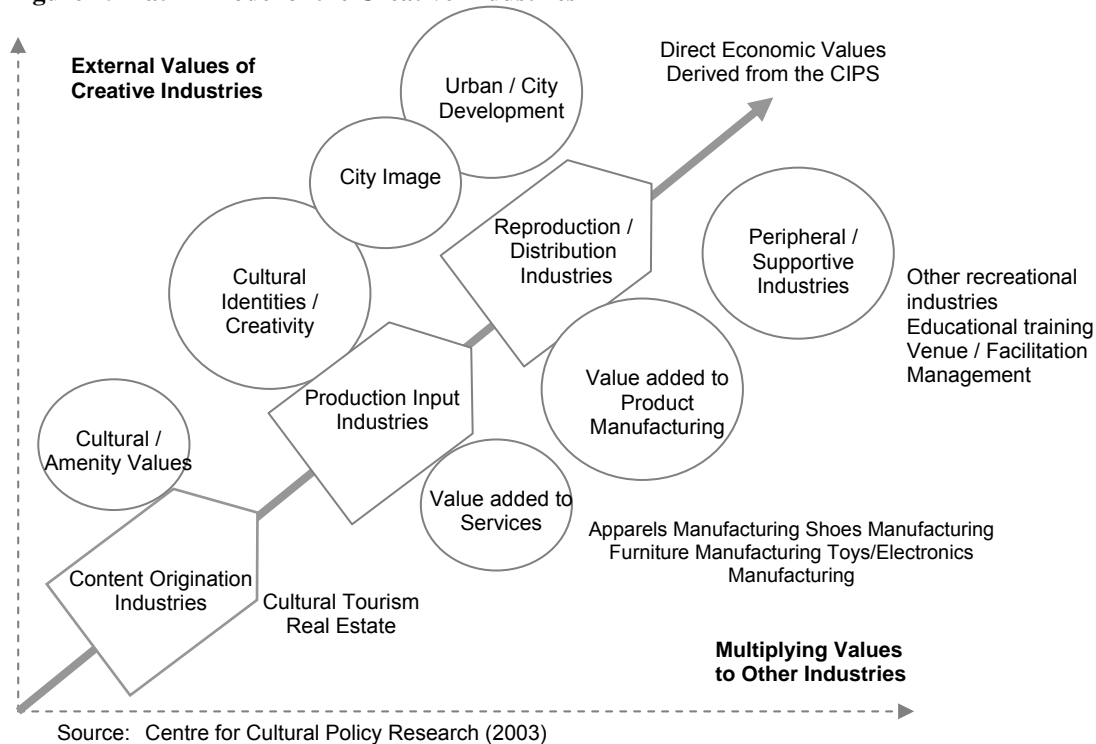 External Values of
Creative Industries
Direct Economic Values
Derived from the CIPS
Urban / City
Development
City Image
Reproduction /
Distribution
Industries
Peripheral /
Supportive
Industries
Cultural
Identities /
Creativity
Other recreational
industries
Educational training
Venue / Facilitation
Management
Production Input
Industries
Value added to
Product
Manufacturing
Cultural /
Amenity Values
Value added to
Services
Apparels Manufacturing Shoes Manufacturing
Furniture Manufacturing Toys/Electronics
Manufacturing
Content Origination
Industries
Cultural Tourism
Real Estate
Multiplying Values
to Other Industries
Source: Centre for Cultural Policy Research (2003)